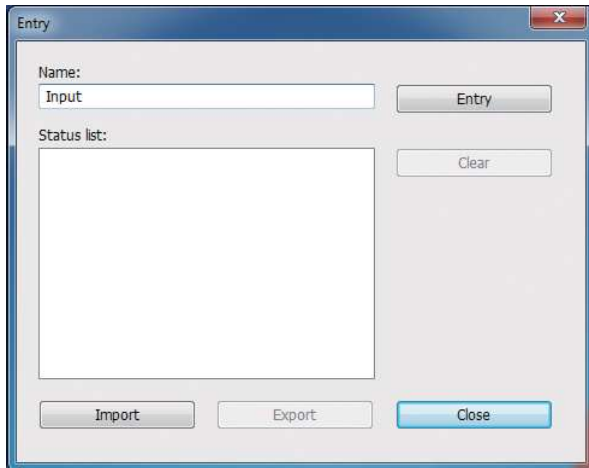 Entry
Name:
Input
Entry
Status list:
Clear
Import
Export
Close